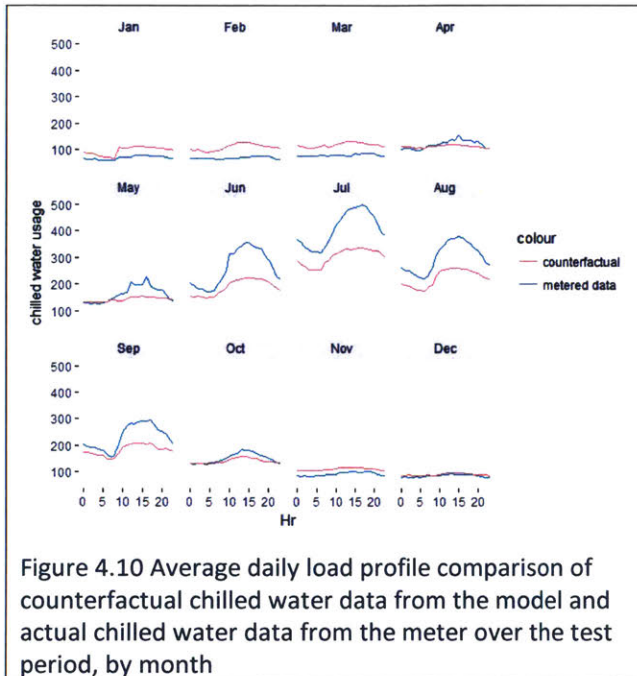 Jan Feb Mar Apr
500
400
300
200
100
May Jun Jul Aug
500
400
300
200
100
chilled water usage
colour
counterfactual
metered data
Sep Oct Nov Dec
500
400
300
200
100
0 5 10 15 20 0 5 10 15 20 0 5 10 15 20 0 5 10 15 20
Hr
Figure 4.10 Average daily load profile comparison of
counterfactual chilled water data from the model and
actual chilled water data from the meter over the test
period, by month